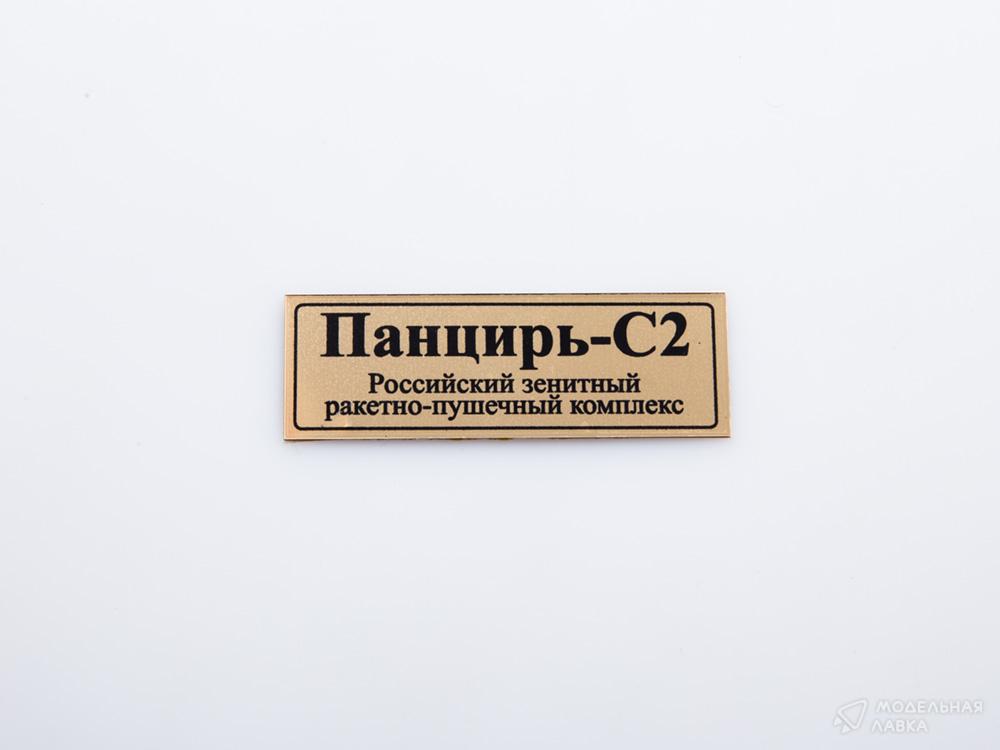 Панцирь-С2
Российский зенитный
ракетно-пушечный комплекс
МОДЕЛЬНАЯ
ЛАВКА